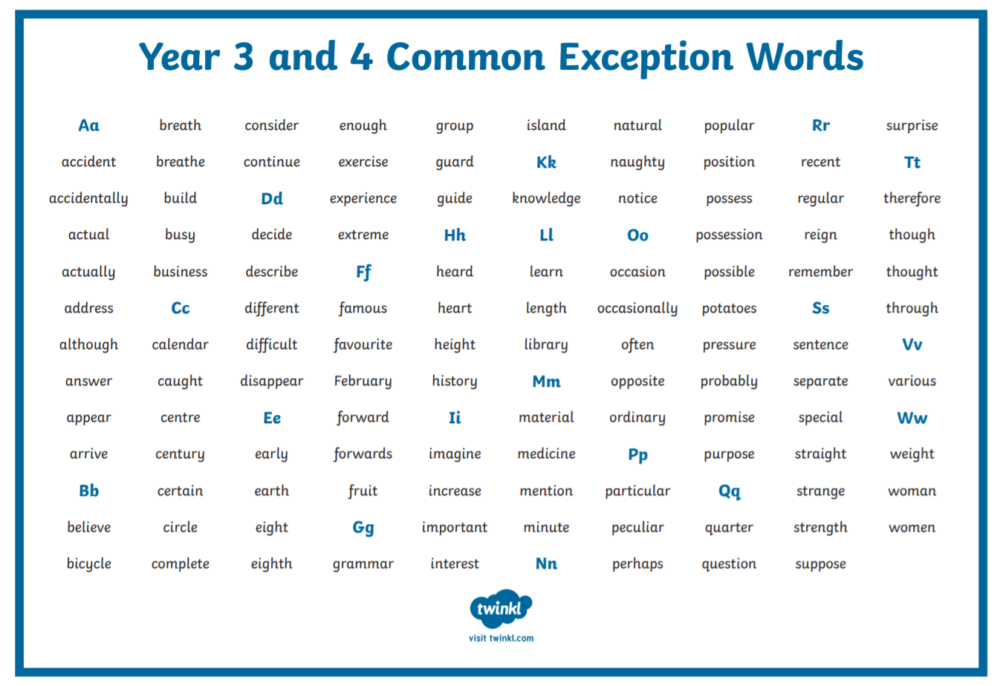 Year 3 and 4 Common Exception Words
Aa breath consider enough group island natural popular Rr surprise
accident breathe continue exercise guard Kk naughty position recent Tt
accidentally build Dd experience guide knowledge notice possess regular therefore
actual busy decide extreme Hh Ll Oo possession reign though
actually business describe Ff heard learn occasion possible remember thought
address Cc different famous heart length occasionally potatoes Ss through
although calendar difficult favourite height library often pressure sentence Vv
answer caught disappear February history Mm opposite probably separate various
appear centre Ee forward Ii material ordinary promise special Ww
arrive century early forwards imagine medicine Pp purpose straight weight
Bb certain earth fruit increase mention particular Qq strange woman
believe circle eight Gg important minute peculiar quarter strength women
bicycle complete eighth grammar interest Nn perhaps question suppose
twinkl
visit twinkl.com